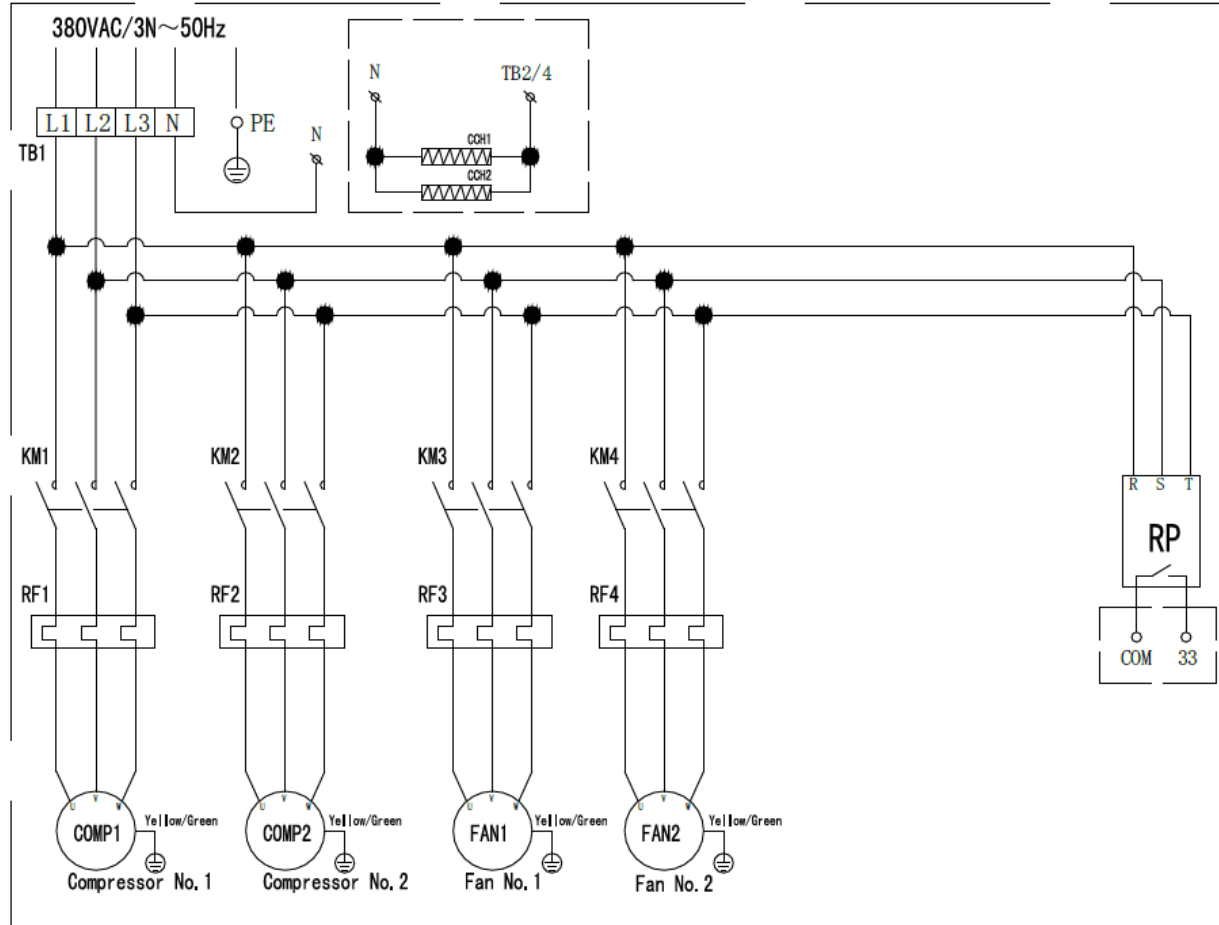 380VAC/3N～50Hz
N TB2/4
L1 L2 L3 N PE N
TB1
CCH1
CCH2
KM1 KM2 KM3 KM4
R S T
RP
RF1 RF2 RF3 RF4
COM 33
U V W U V W U V W U V W
COMP1 Yellow/Green COMP2 Yellow/Green FAN1 Yellow/Green FAN2 Yellow/Green
Compressor No.1 Compressor No.2 Fan No.1 Fan No.2